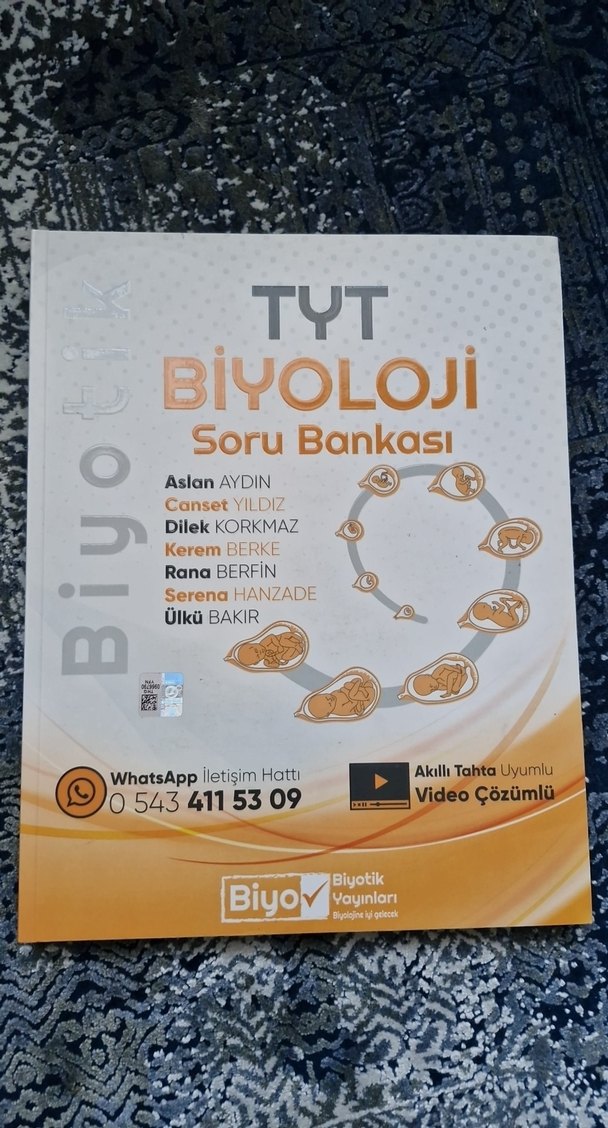 Biyotik
TYT
BİYOLOJİ
Soru Bankası
Aslan AYDIN
Canset YILDIZ
Dilek KORKMAZ
Kerem BERKE
Rana BERFİN
Serena HANZADE
Ülkü BAKIR
WhatsApp İletişim Hattı
0 543 411 53 09
Akıllı Tahta Uyumlu
Video Çözümlü
Biyo
Biyotik
Yayınları
Biyolojine iyi gelecek